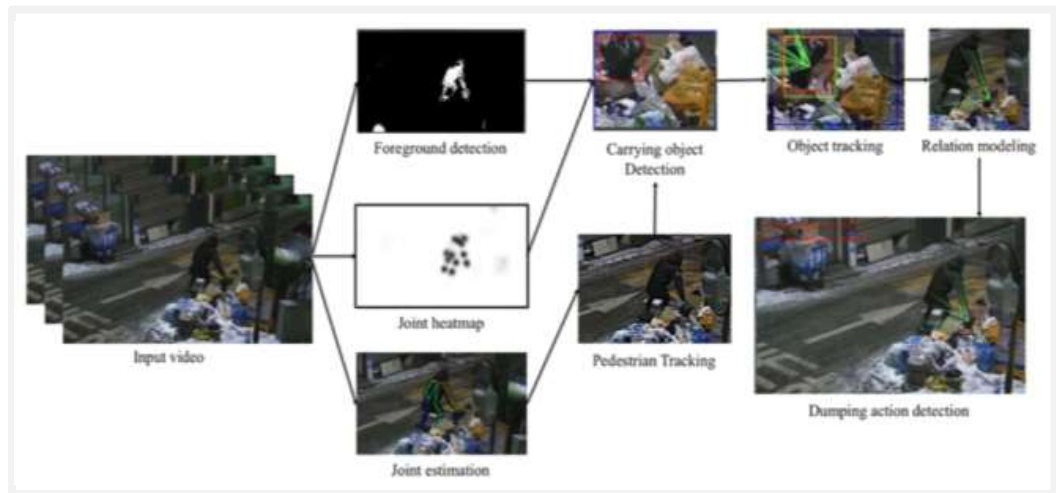 Foreground detection
Carrying object
Detection
Object tracking
Relation modeling
Joint heatmap
Input video
Pedestrian Tracking
Joint estimation
Dumping action detection